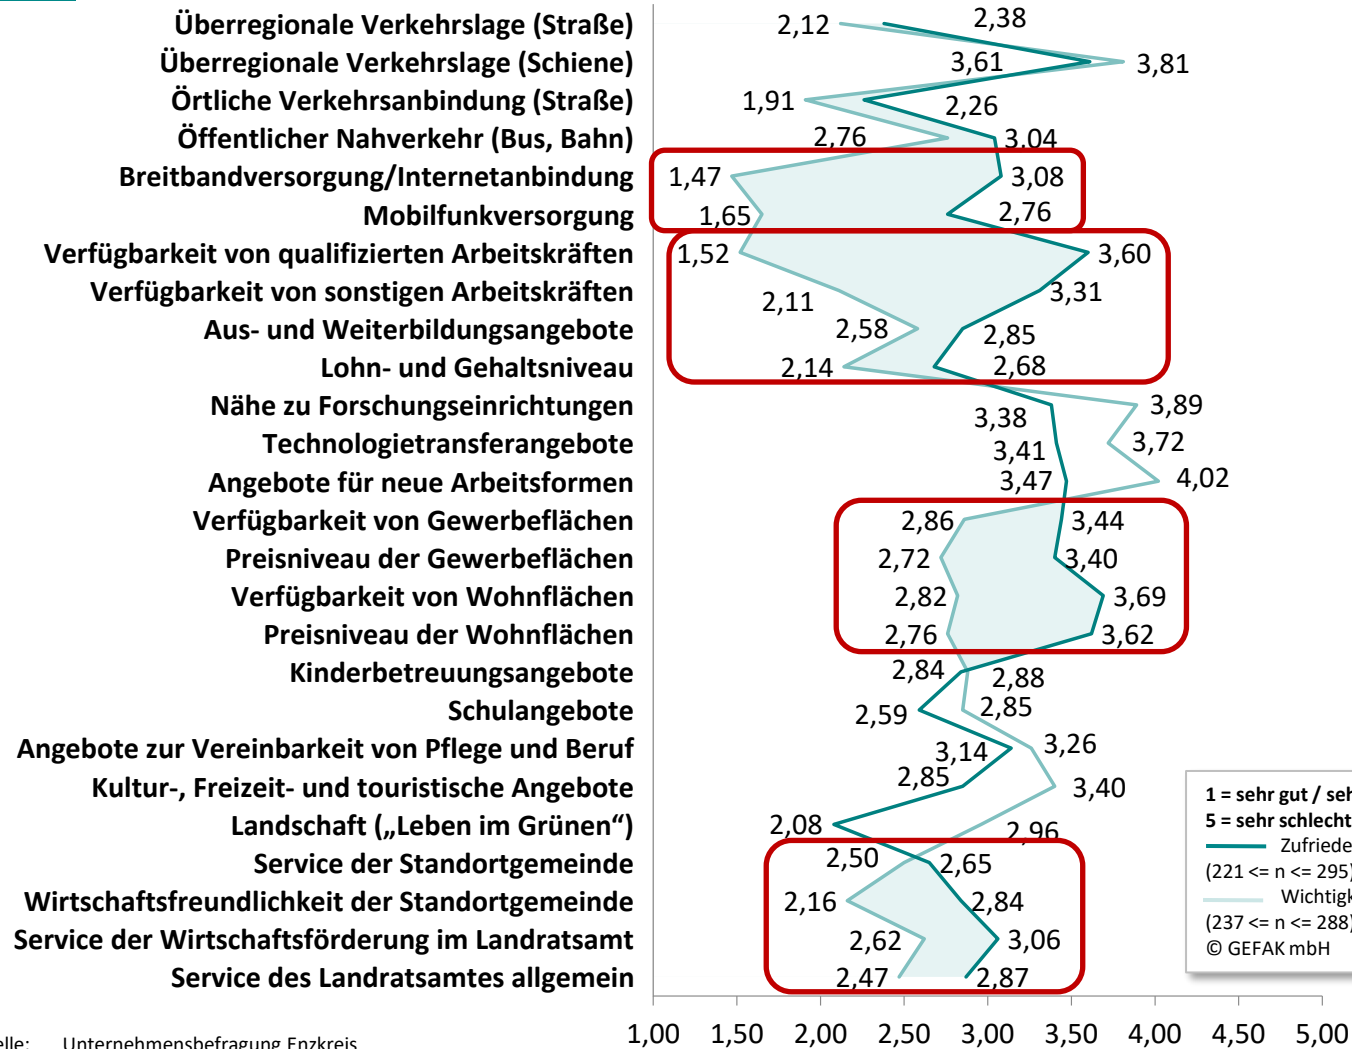 Überregionale Verkehrslage (Straße) 2,12 2,38
Überregionale Verkehrslage (Schiene) 3,61 3,81
Örtliche Verkehrsanbindung (Straße) 1,91 2,26
Öffentlicher Nahverkehr (Bus, Bahn) 2,76 3,04
Breitbandversorgung/Internetanbindung 1,47 3,08
Mobilfunkversorgung 1,65 2,76
Verfügbarkeit von qualifizierten Arbeitskräften 1,52 3,60
Verfügbarkeit von sonstigen Arbeitskräften 2,11 3,31
Aus- und Weiterbildungsangebote 2,58 2,85
Lohn- und Gehaltsniveau 2,14 2,68
Nähe zu Forschungseinrichtungen 3,38 3,89
Technologietransferangebote 3,41 3,72
Angebote für neue Arbeitsformen 3,47 4,02
Verfügbarkeit von Gewerbeflächen 2,86 3,44
Preisniveau der Gewerbeflächen 2,72 3,40
Verfügbarkeit von Wohnflächen 2,82 3,69
Preisniveau der Wohnflächen 2,76 3,62
Kinderbetreuungsangebote 2,84 2,88
Schulangebote 2,59 2,85
Angebote zur Vereinbarkeit von Pflege und Beruf 3,14 3,26
Kultur-, Freizeit- und touristische Angebote 2,85 3,40
Landschaft („Leben im Grünen“) 2,08 2,96
Service der Standortgemeinde 2,50 2,65
Wirtschaftsfreundlichkeit der Standortgemeinde 2,16 2,84
Service der Wirtschaftsförderung im Landratsamt 2,62 3,06
Service des Landratsamtes allgemein 2,47 2,87
1 = sehr gut / seh
5 = sehr schlecht
Zufriede
(221 <= n <= 295)
Wichtigk
(237 <= n <= 288)
© GEFAK mbH
1,00 1,50 2,00 2,50 3,00 3,50 4,00 4,50 5,00
elle: Unternehmensbefragung Enzkreis